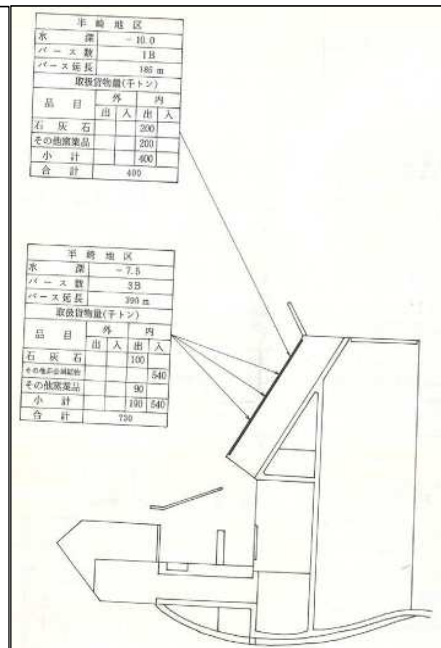 半崎地区
水深 -10.0
バース数 1B
バース延長 185 m
取扱貨物量(千トン)
品目 外 内
出 入 出 入
石灰石 200
その他窯業品 200
小計 400
合計 400
半崎地区
水深 -7.5
バース数 3B
バース延長 390 m
取扱貨物量(千トン)
品目 外 内
出 入 出 入
石灰石 100
540
その他窯業品 90
小計 190 540
合計 730